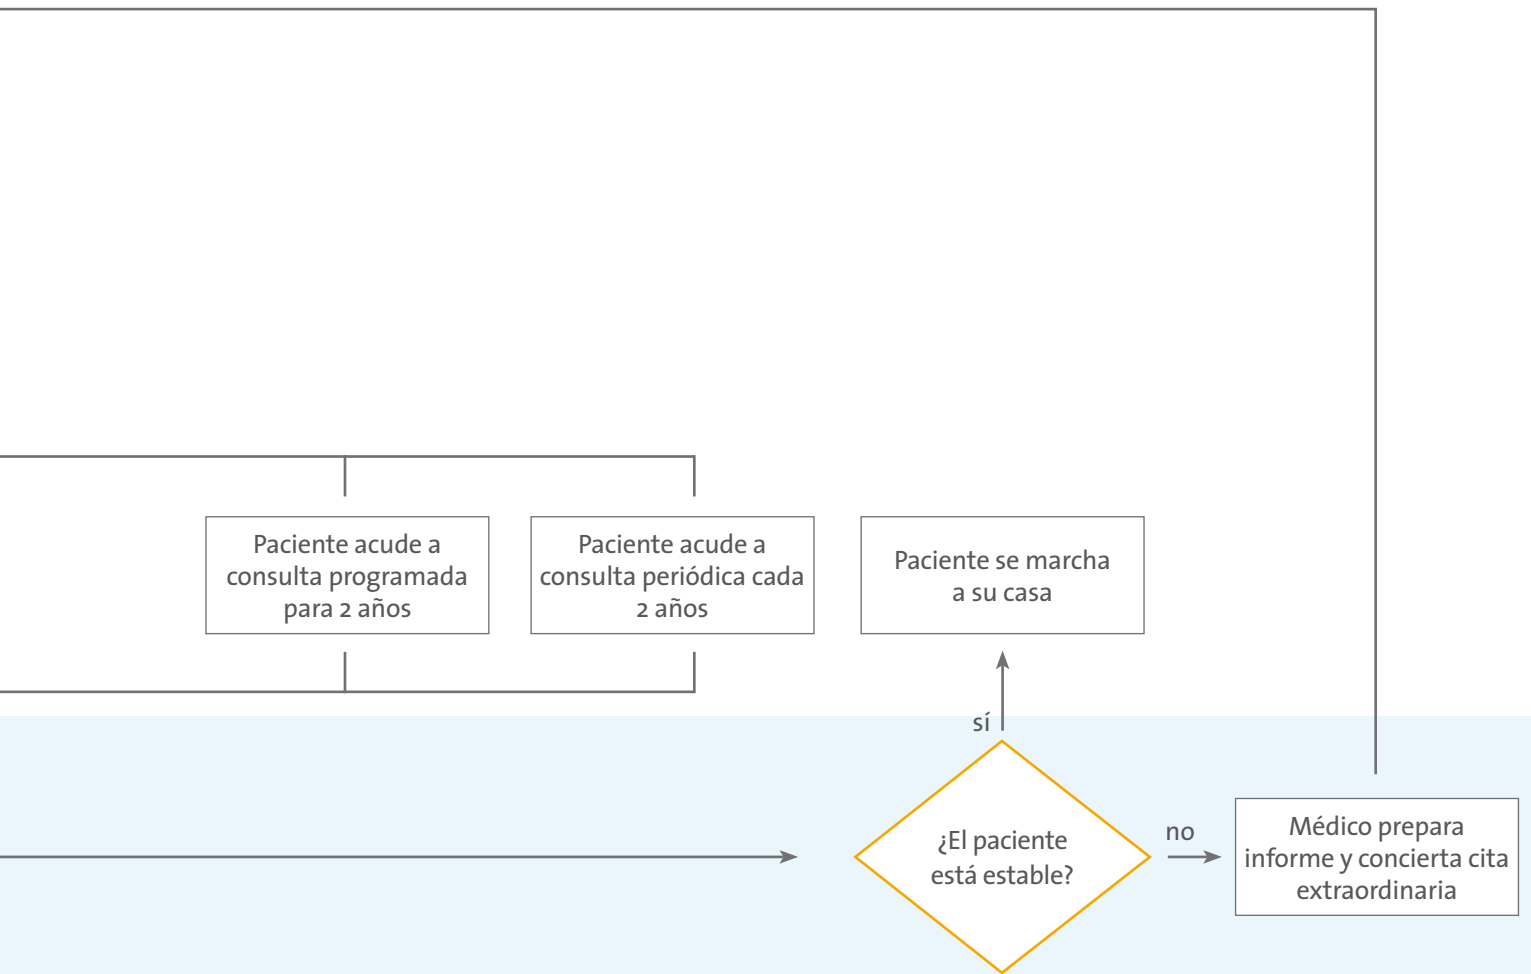 Paciente acude a
consulta programada
para 2 años
Paciente acude a
consulta periódica cada
2 años
Paciente se marcha
a su casa
sí
¿El paciente
está estable?
no
Médico prepara
informe y concierta cita
extraordinaria